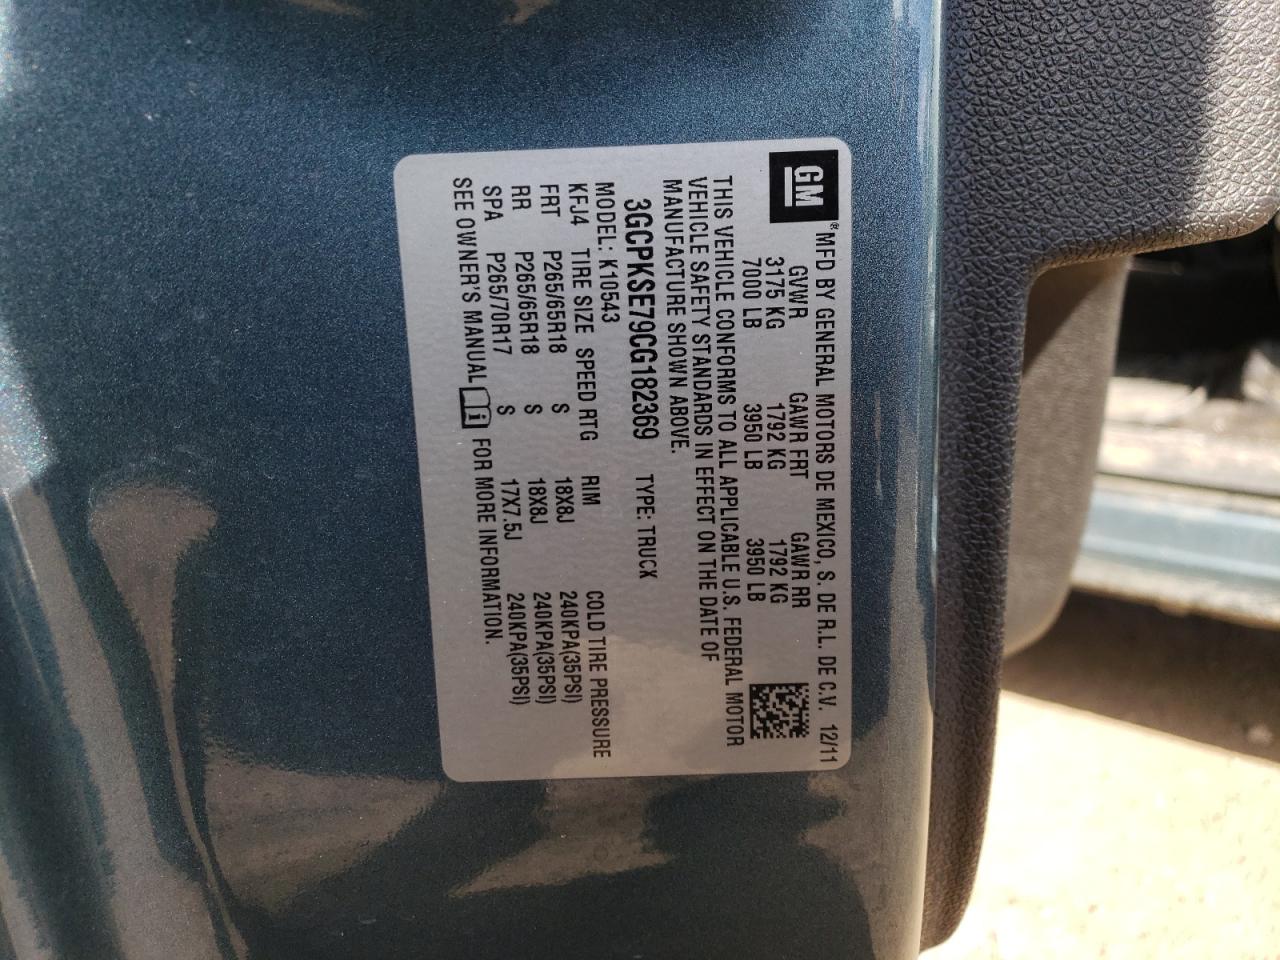 GM ® MFD BY GENERAL MOTORS DE MEXICO, S. DE R.L. DE C.V. 12/11
GVWR GAWR FRT GAWR RR
3175 KG 1792 KG 1792 KG
7000 LB 3950 LB 3950 LB
THIS VEHICLE CONFORMS TO ALL APPLICABLE U.S. FEDERAL MOTOR
VEHICLE SAFETY STANDARDS IN EFFECT ON THE DATE OF
MANUFACTURE SHOWN ABOVE.
3GCPKSE79CG182369 TYPE: TRUCK
MODEL: K10543
KFJ4 TIRE SIZE SPEED RTG RIM COLD TIRE PRESSURE
FRT P265/65R18 S 18X8J 240KPA(35PSI)
RR P265/65R18 S 18X8J 240KPA(35PSI)
SPA P265/70R17 S 17X7.5J 240KPA(35PSI)
SEE OWNER'S MANUAL i FOR MORE INFORMATION.